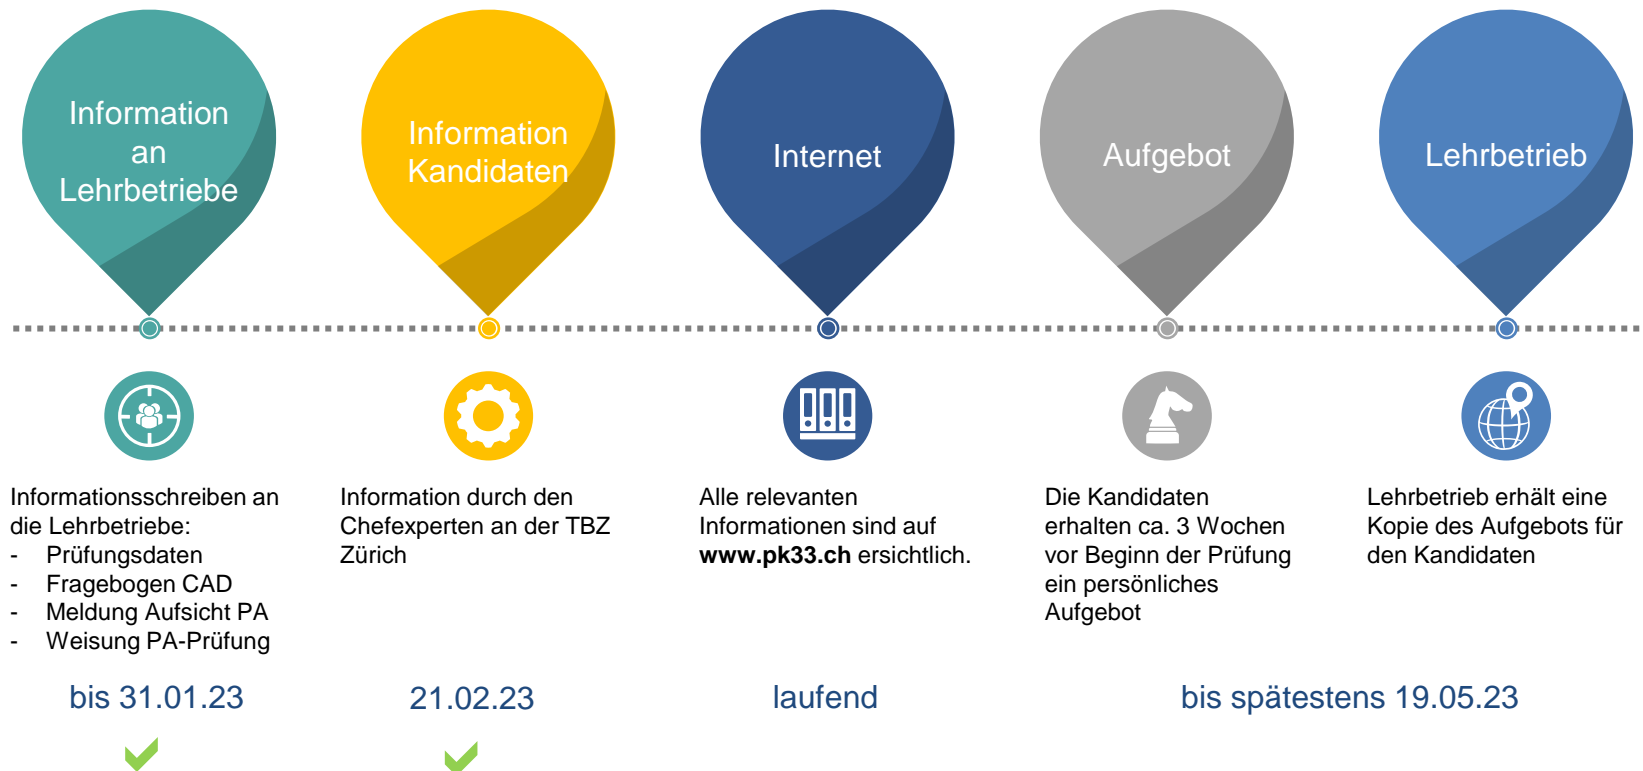 Information
an
Lehrbetriebe
Information
Kandidaten
Internet
Aufgebot
Lehrbetrieb
Informationsschreiben an
die Lehrbetriebe:
- Prüfungsdaten
- Fragebogen CAD
- Meldung Aufsicht PA
- Weisung PA-Prüfung
Information durch den
Chefexperten an der TBZ
Zürich
Alle relevanten
Informationen sind auf
www.pk33.ch ersichtlich.
Die Kandidaten
erhalten ca. 3 Wochen
vor Beginn der Prüfung
ein persönliches
Aufgebot
Lehrbetrieb erhält eine
Kopie des Aufgebots für
den Kandidaten
bis 31.01.23
21.02.23
laufend
bis spätestens 19.05.23